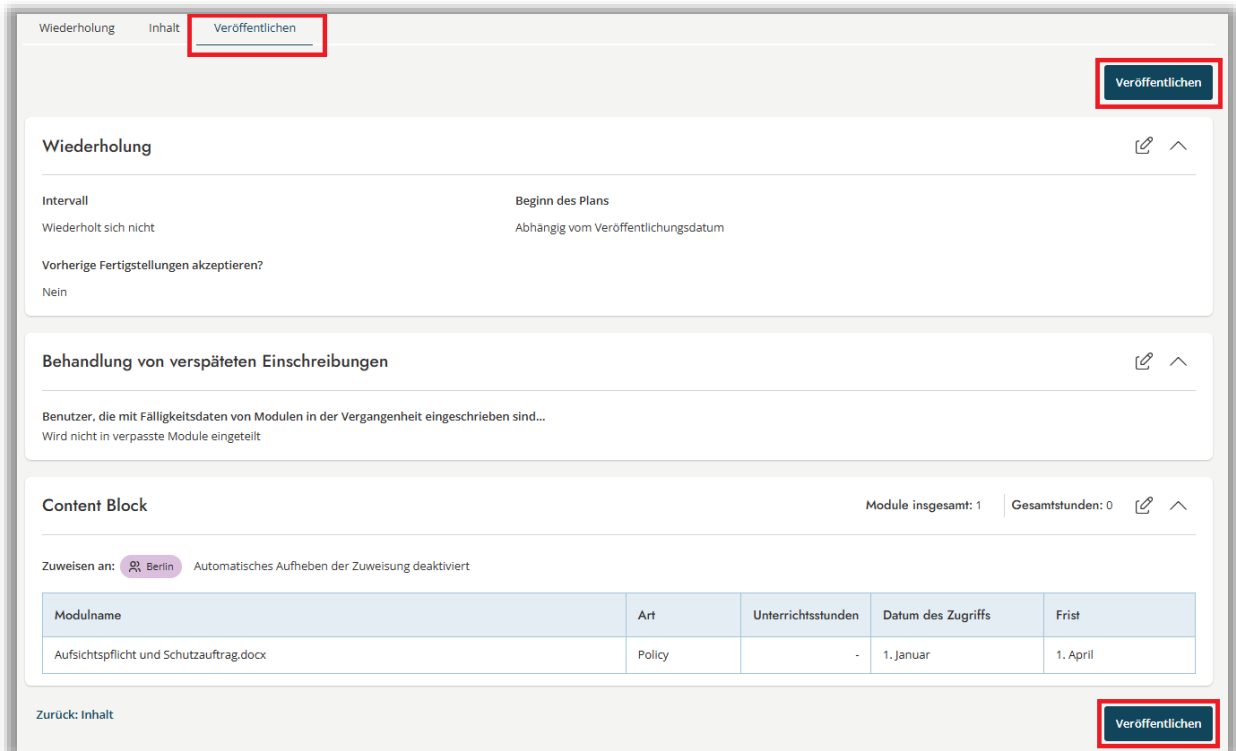 Wiederholung Inhalt Veröffentlichen
Veröffentlichen
Wiederholung
Intervall Beginn des Plans
Wiederholt sich nicht Abhängig vom Veröffentlichungsdatum
Vorherige Fertigstellungen akzeptieren?
Nein
Behandlung von verspäteten Einschreibungen
Benutzer, die mit Fälligkeitsdaten von Modulen in der Vergangenheit eingeschrieben sind...
Wird nicht in verpasste Module eingeteilt
Content Block Module insgesamt: 1 Gesamtstunden: 0
Zuweisen an: Berlin Automatisches Aufheben der Zuweisung deaktiviert
Modulname Art Unterrichtsstunden Datum des Zugriffs Frist
Aufsichtspflicht und Schutzauftrag.docx Policy - 1. Januar 1. April
Zurück: Inhalt
Veröffentlichen